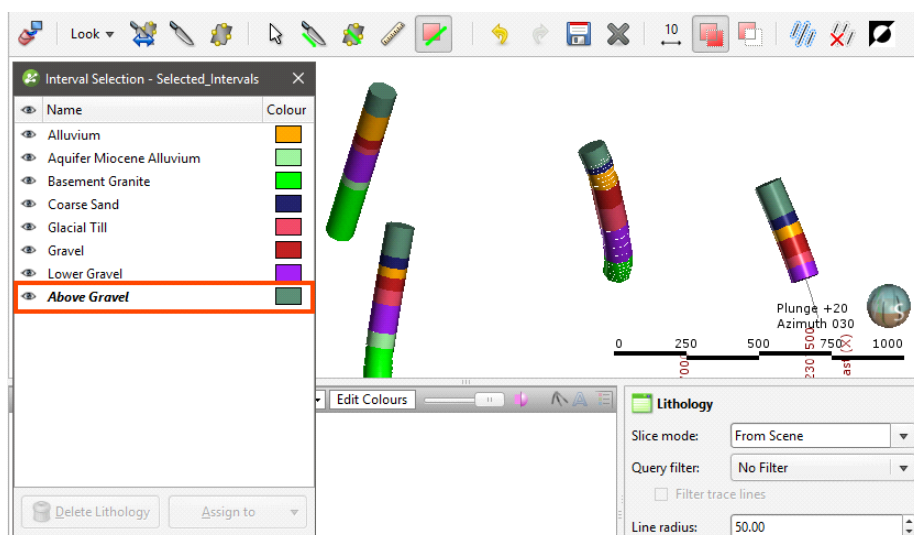 Look
10
Interval Selection - Selected_Intervals
Name Colour
Alluvium
Aquifer Miocene Alluvium
Basement Granite
Coarse Sand
Glacial Till
Gravel
Lower Gravel
Above Gravel
Delete Lithology Assign to
Plunge +20
Azimuth 030
S
0 250 500 750 1000
Edit Colours
Lithology
Slice mode: From Scene
Query filter: No Filter
Filter trace lines
Line radius: 50.00